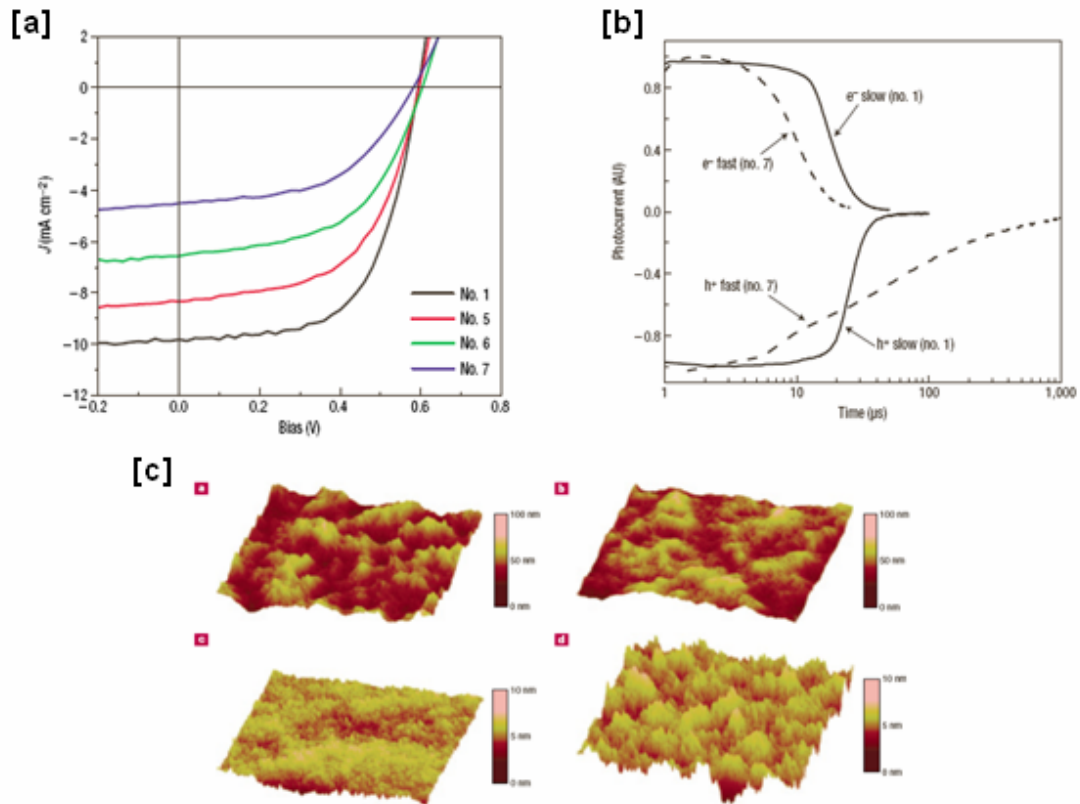 [a]
2
0
−2
−4
−6
−8
−10
−12
J (mA cm−2)
−0.2
0.0
0.2
0.4
0.6
0.8
Bias (V)
No. 1
No. 5
No. 6
No. 7
[b]
0.8
0.4
0.0
−0.4
−0.8
Photocurrent (AU)
e− slow (no. 1)
e− fast (no. 7)
h+ fast (no. 7)
h+ slow (no. 1)
1
10
100
1,000
Time (µs)
[c]
a
100 nm
50 nm
0 nm
b
100 nm
50 nm
0 nm
c
10 nm
5 nm
0 nm
d
10 nm
5 nm
0 nm